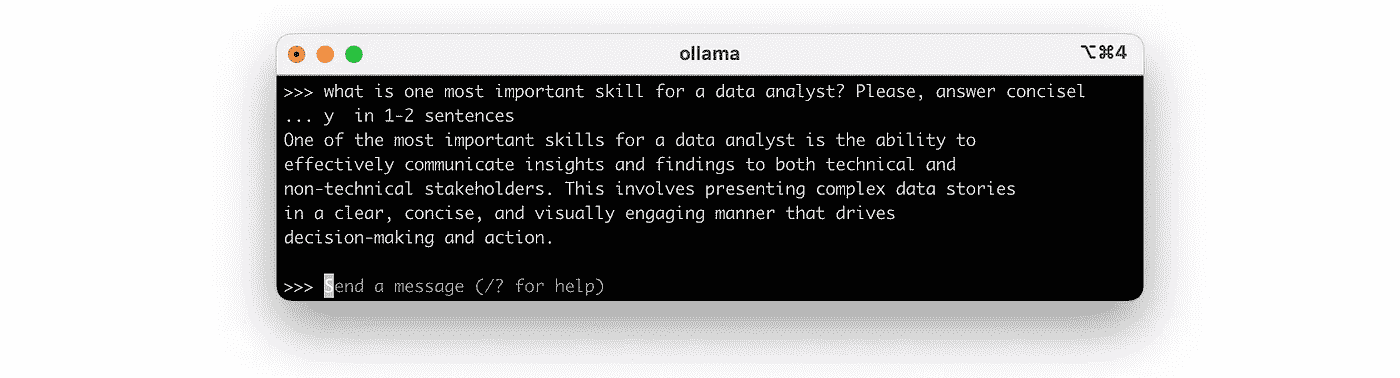 ollama
⌥⌘4
>>> what is one most important skill for a data analyst? Please, answer concisel
... y  in 1-2 sentences
One of the most important skills for a data analyst is the ability to
effectively communicate insights and findings to both technical and
non-technical stakeholders. This involves presenting complex data stories
in a clear, concise, and visually engaging manner that drives
decision-making and action.
>>> Send a message (/? for help)